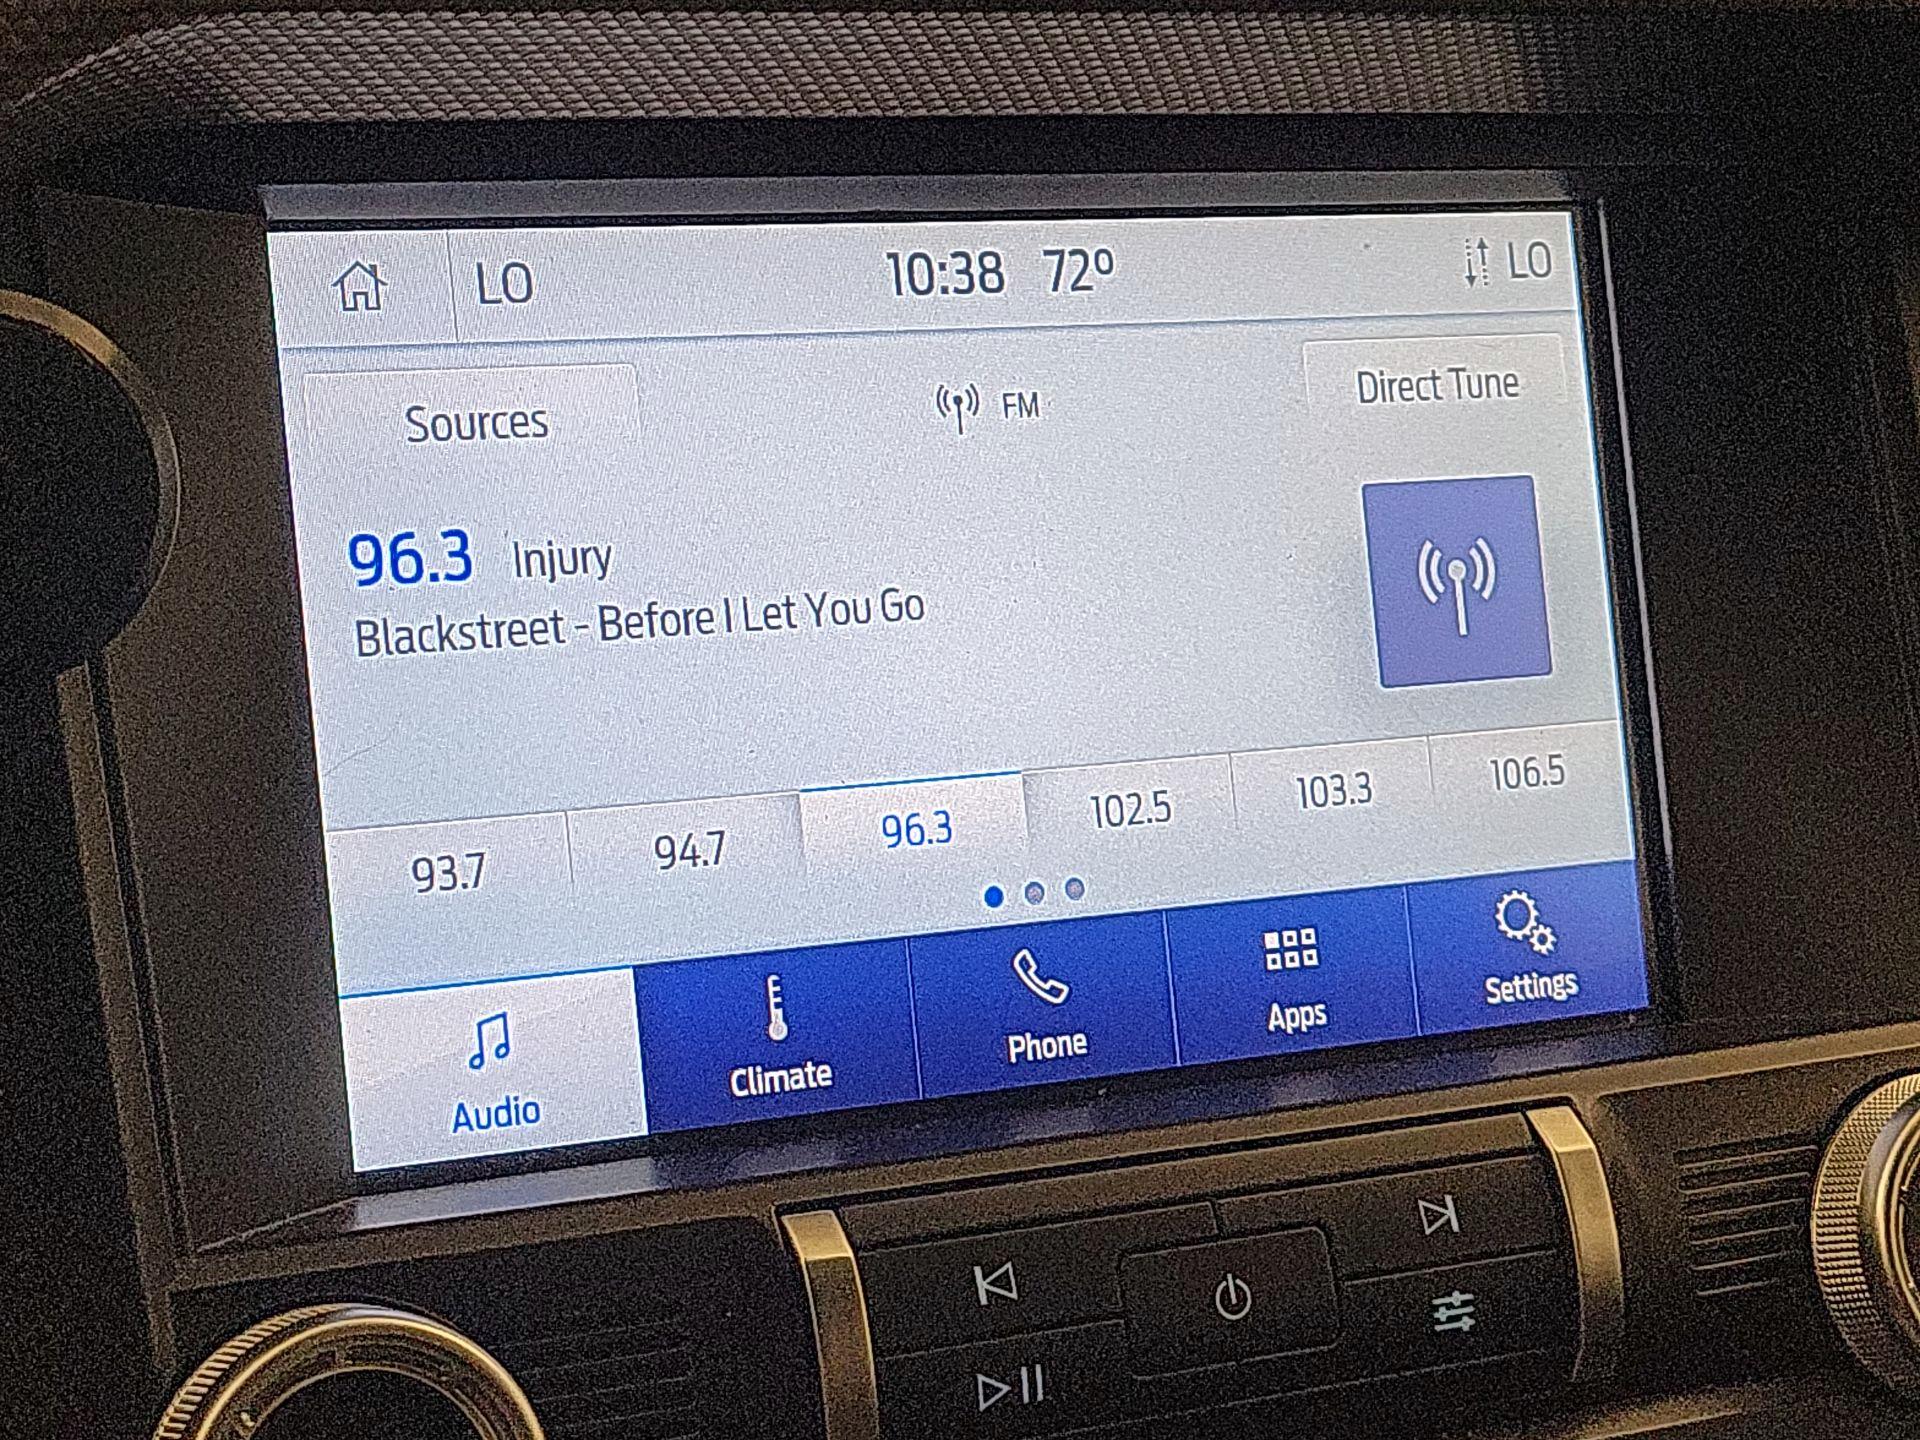 LO 10:38 72º LO
Sources FM Direct Tune
96.3 Injury
Blackstreet - Before I Let You Go
93.7 94.7 96.3 102.5 103.3 106.5
Audio Climate Phone Apps Settings